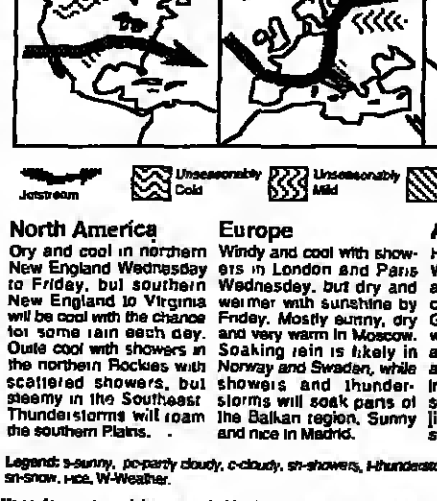 Jetstream
Unseasonably
Cold
Unseasonably
Mild
North America
Dry and cool in northern
New England Wednesday
to Friday, but southern
New England to Virginia
will be cool with the chance
for some rain each day.
Quite cool with showers in
the northern Rockies with
scattered showers, but
steamy in the Southeast
Thunderstorms will roam
the southern Plains.
Europe
Windy and cool with show-
ers in London and Paris
Wednesday, but dry and
warmer with sunshine by
Friday. Mostly sunny, dry
and very warm in Moscow.
Soaking rain is likely in
Norway and Sweden, while
showers and thunder-
storms will soak parts of
the Balkan region. Sunny
and nice in Madrid.
Legend: s-sunny, pc-partly cloudy, c-cloudy, sh-showers,
sn-snow, i-ice, W-Weather.